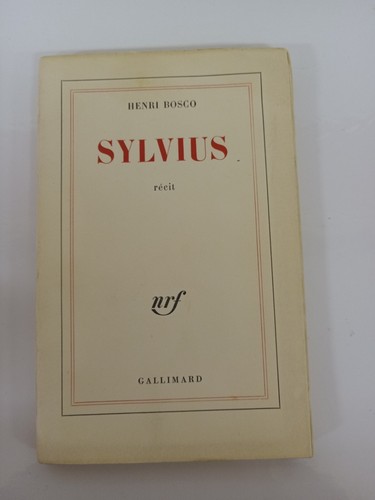 HENRI BOSCO
SYLVIUS
récit
nrf
GALLIMARD